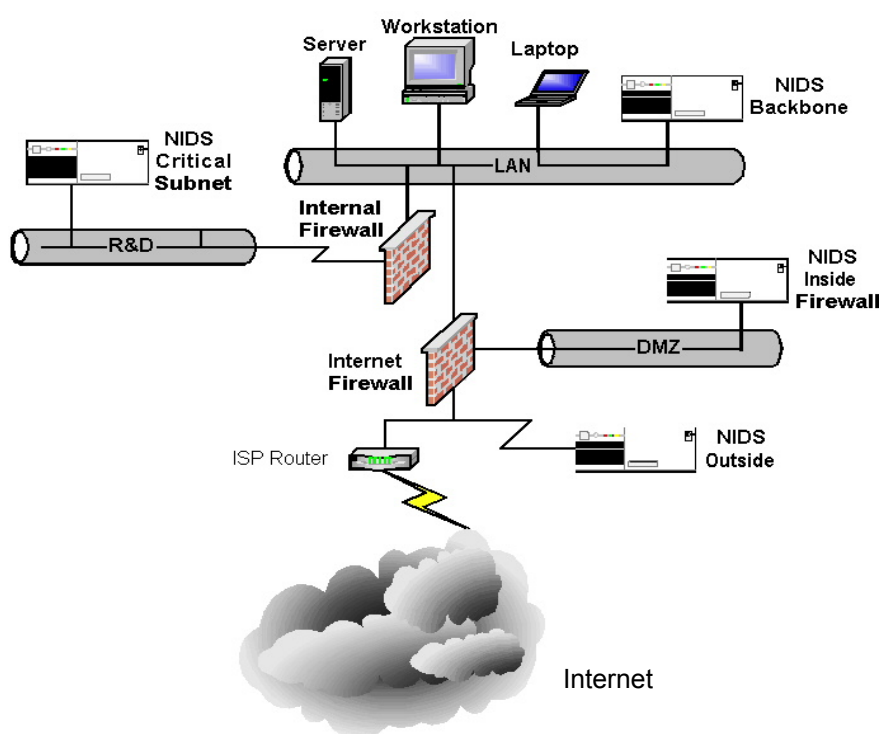 Workstation
Server
Laptop
NIDS
Backbone
NIDS
Critical
Subnet
LAN
Internal
Firewall
R&D
NIDS
Inside
Firewall
Internet
Firewall
DMZ
ISP Router
NIDS
Outside
Internet